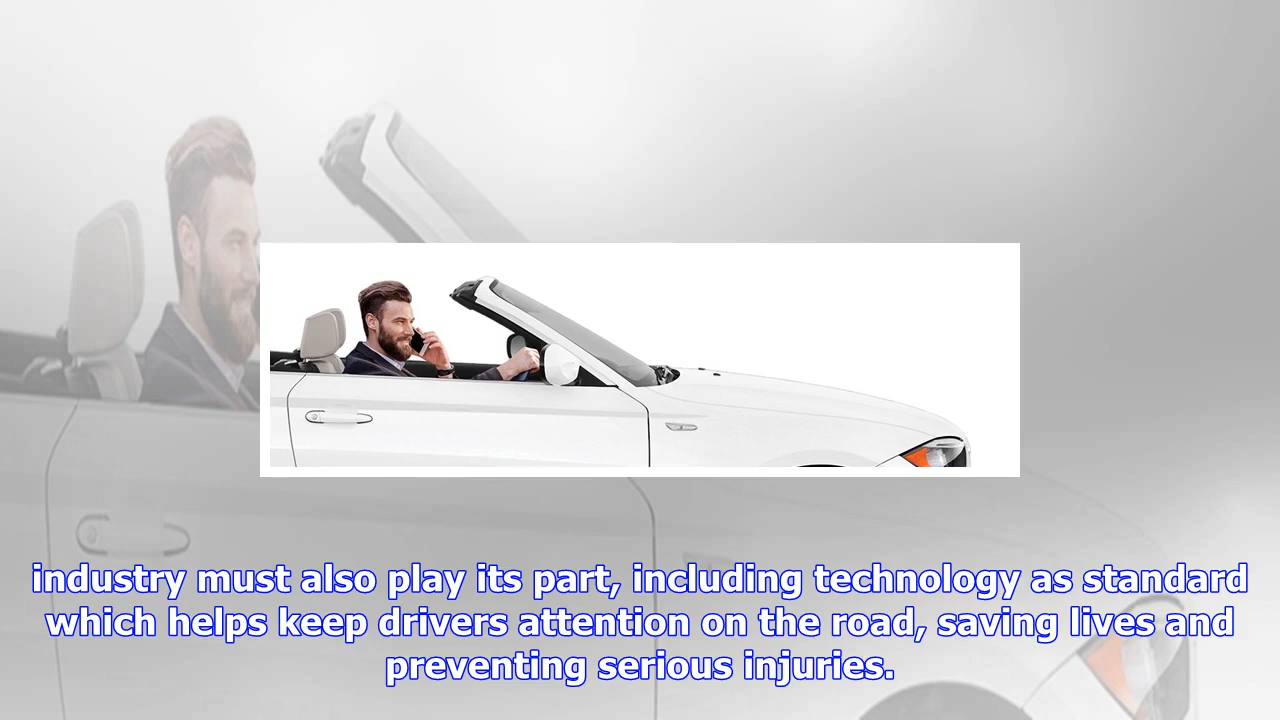 industry must also play its part, including technology as standard
which helps keep drivers attention on the road, saving lives and
preventing serious injuries.